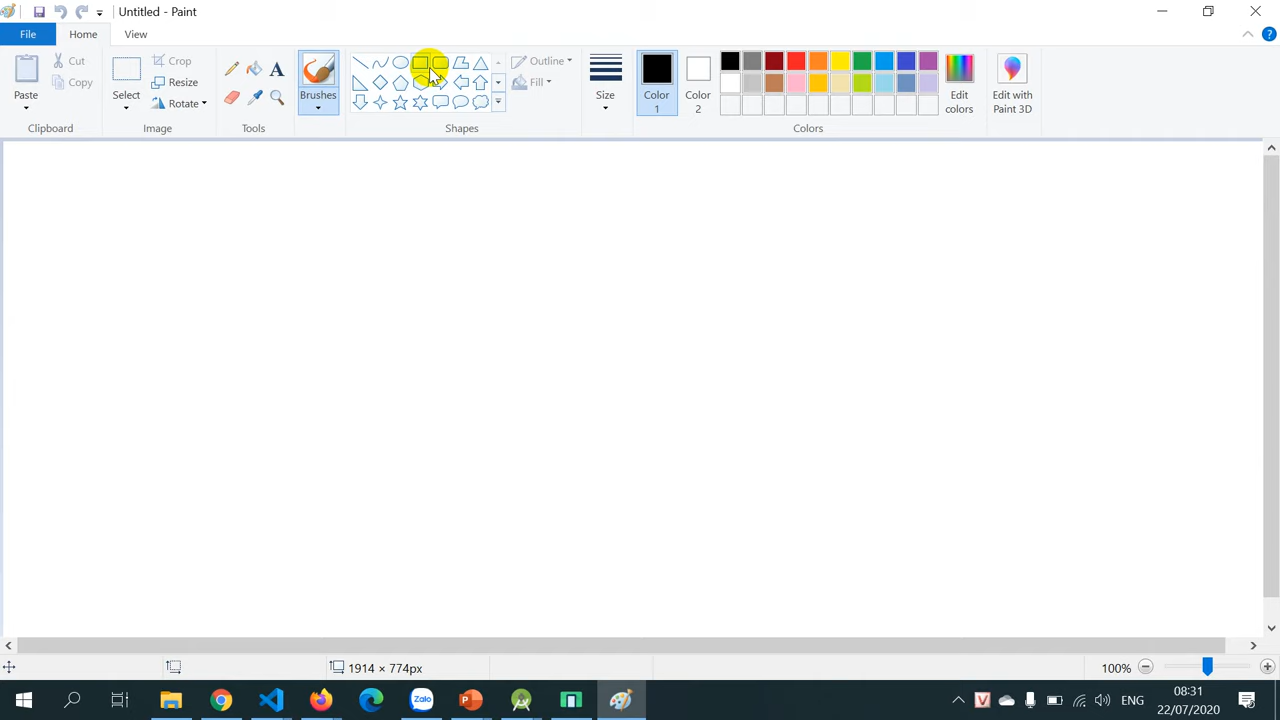 Untitled - Paint
File
Home
View
Paste
Cut
Copy
Clipboard
Select
Crop
Resize
Rotate
Image
A
Tools
Brushes
Shapes
Outline
Fill
Size
Color 1
Color 2
Colors
Edit colors
Edit with Paint 3D
1914 × 774px
100%
Zalo
ENG
08:31
22/07/2020